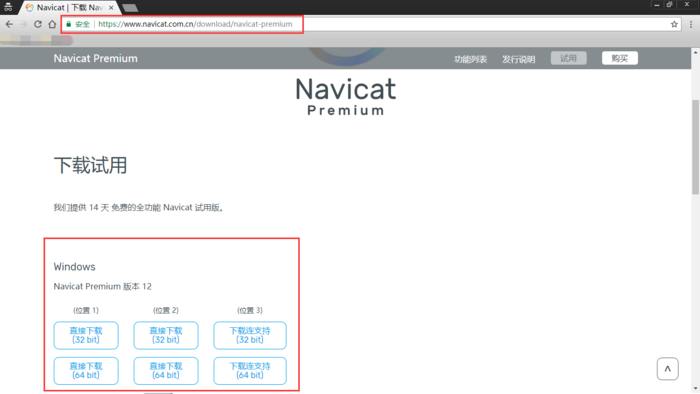 Navicat | 下载 Navi
安全 | https://www.navicat.com.cn/download/navicat-premium
Navicat Premium 功能列表 发行说明 试用 购买
Navicat
Premium
下载试用
我们提供 14 天 免费的全功能 Navicat 试用版。
Windows
Navicat Premium 版本 12
(位置 1) (位置 2) (位置 3)
直接下载 直接下载 下载连支持
(32 bit) (32 bit) (32 bit)
直接下载 直接下载 下载连支持
(64 bit) (64 bit) (64 bit)